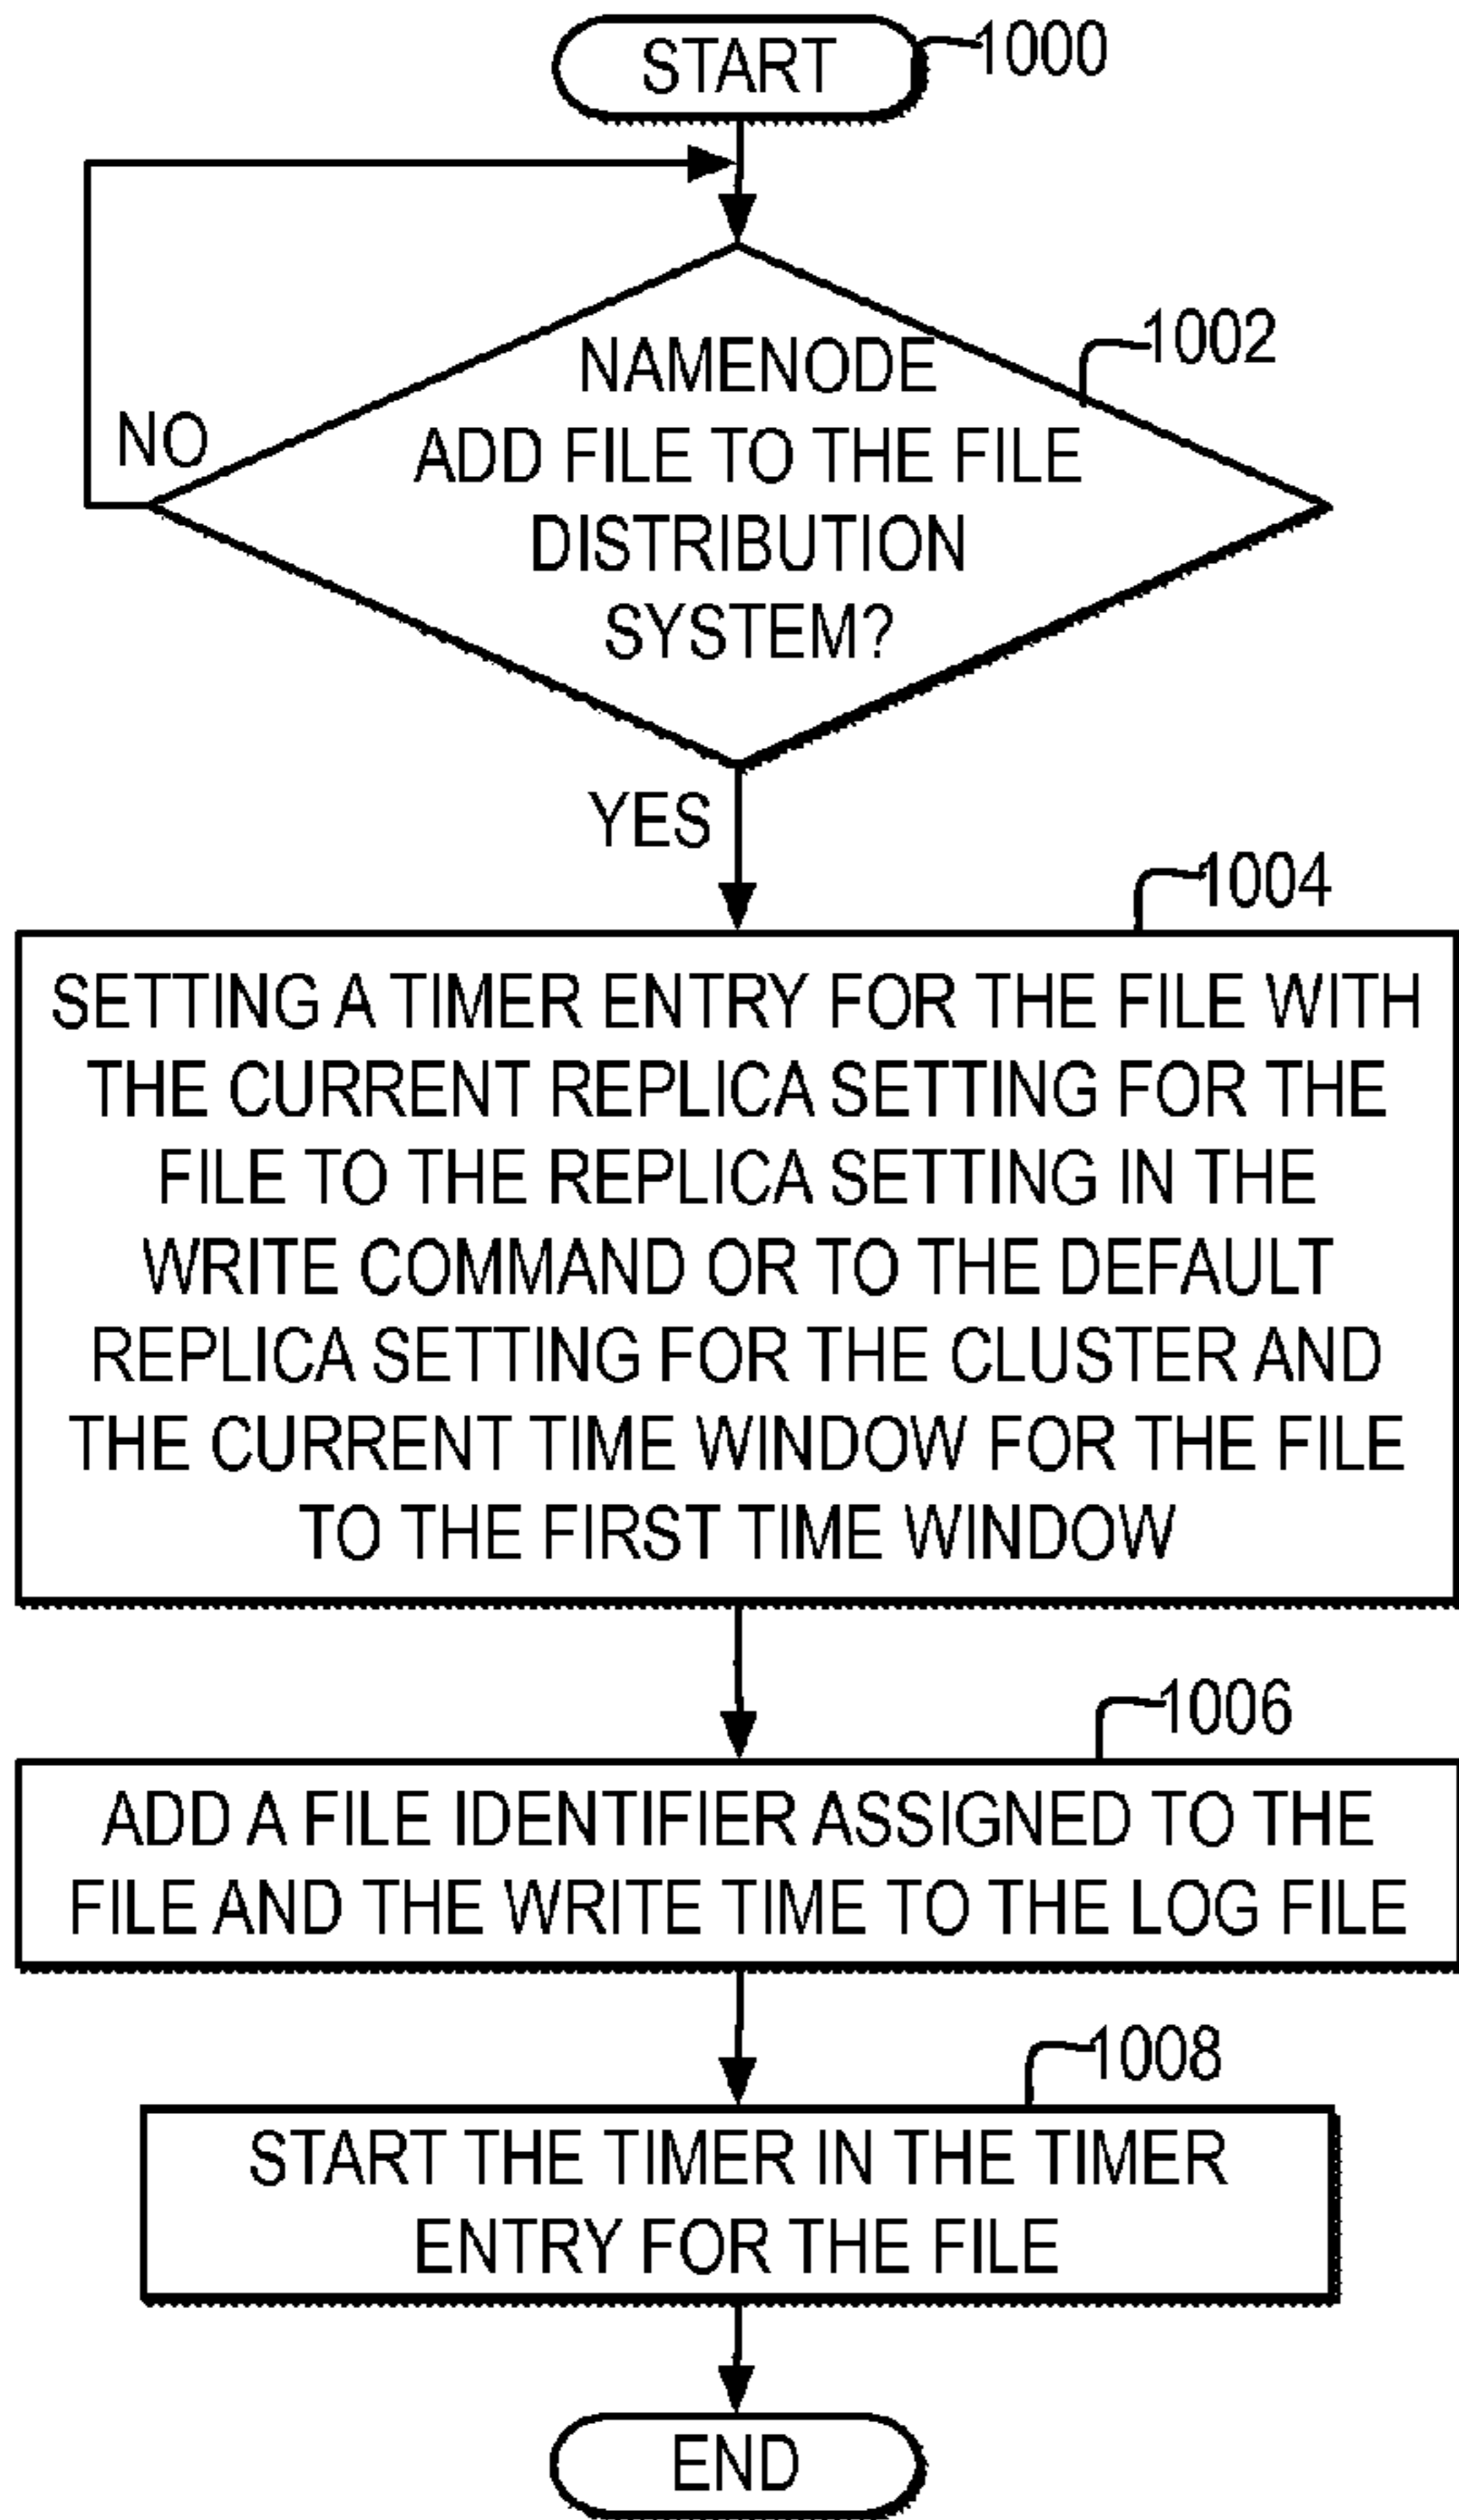 START
1000
NAMENODE
1002
NO
ADD FILE TO THE FILE
DISTRIBUTION
SYSTEM?
YES
1004
SETTING A TIMER ENTRY FOR THE FILE WITH
THE CURRENT REPLICA SETTING FOR THE
FILE TO THE REPLICA SETTING IN THE
WRITE COMMAND OR TO THE DEFAULT
REPLICA SETTING FOR THE CLUSTER AND
THE CURRENT TIME WINDOW FOR THE FILE
TO THE FIRST TIME WINDOW
1006
ADD A FILE IDENTIFIER ASSIGNED TO THE
FILE AND THE WRITE TIME TO THE LOG FILE
1008
START THE TIMER IN THE TIMER
ENTRY FOR THE FILE
END